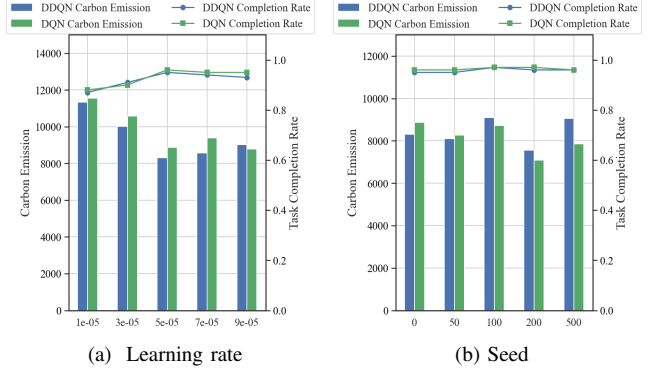 DDQN Carbon Emission DDQN Completion Rate
DQN Carbon Emission DQN Completion Rate
14000
12000
10000
8000
6000
4000
2000
0
Carbon Emission
1.0
0.8
0.6
0.4
0.2
0.0
Task Completion Rate
1e-05 3e-05 5e-05 7e-05 9e-05
(a) Learning rate
DDQN Carbon Emission DDQN Completion Rate
DQN Carbon Emission DQN Completion Rate
12000
10000
8000
6000
4000
2000
0
Carbon Emission
1.0
0.8
0.6
0.4
0.2
0.0
Task Completion Rate
0 50 100 200 500
(b) Seed